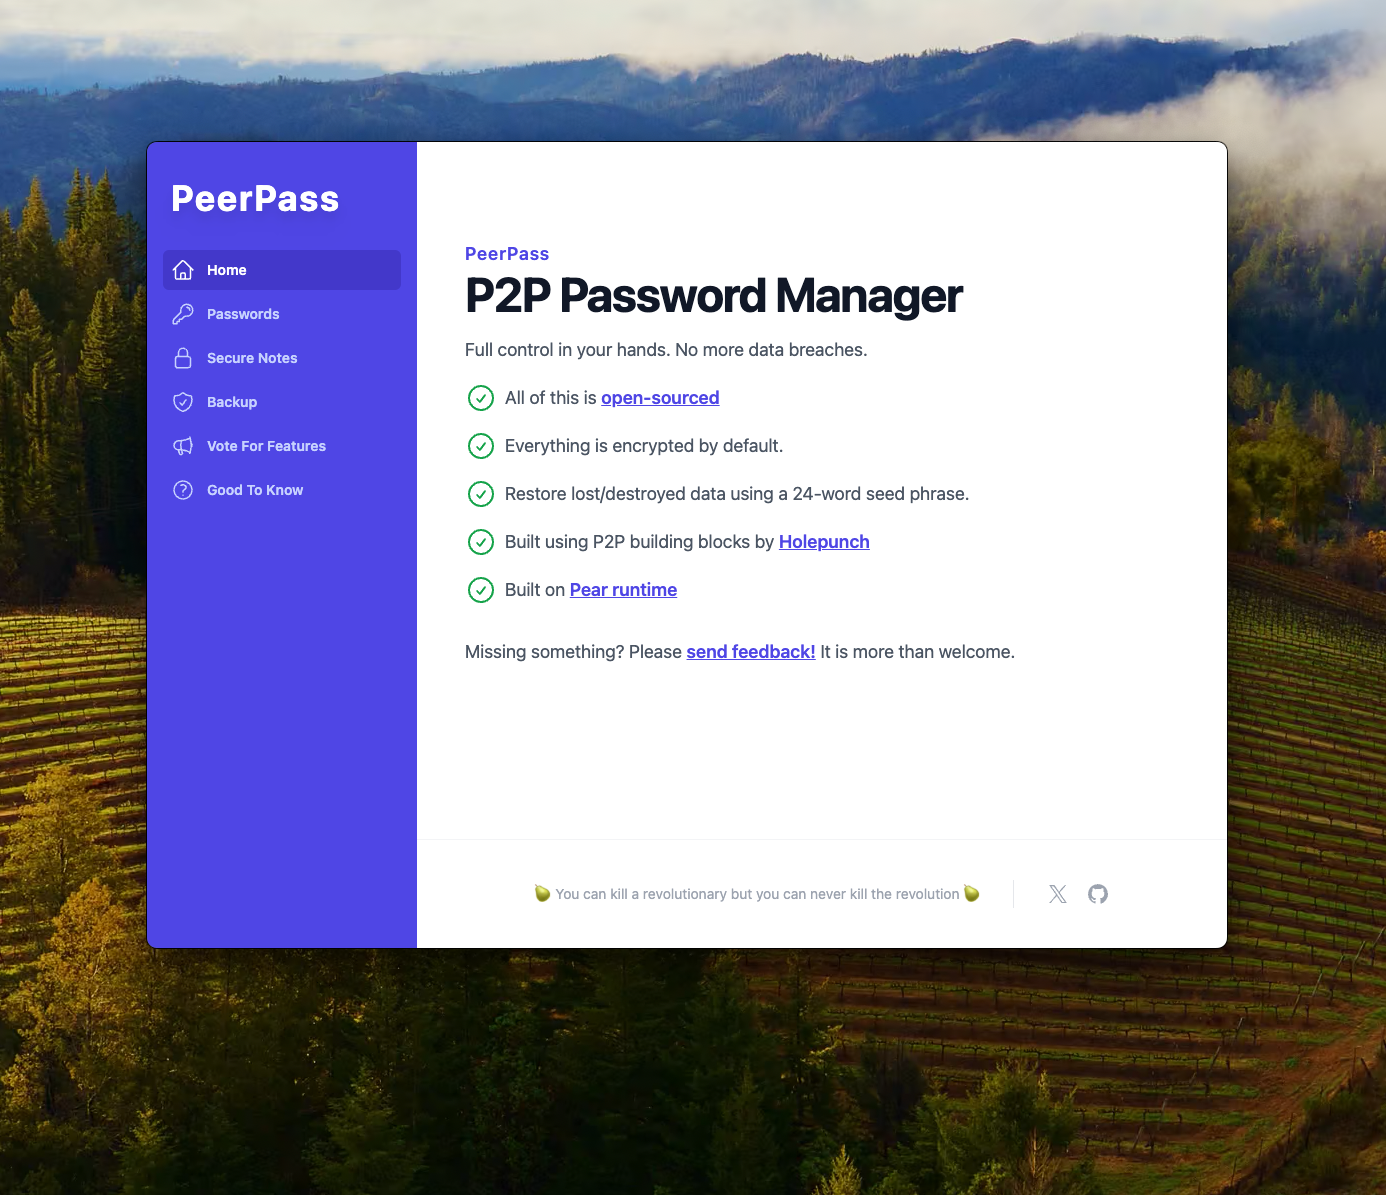 PeerPass
Home
Passwords
Secure Notes
Backup
Vote For Features
Good To Know
PeerPass
P2P Password Manager
Full control in your hands. No more data breaches.
All of this is open-sourced
Everything is encrypted by default.
Restore lost/destroyed data using a 24-word seed phrase.
Built using P2P building blocks by Holepunch
Built on Pear runtime
Missing something? Please send feedback! It is more than welcome.
🍐 You can kill a revolutionary but you can never kill the revolution 🍐